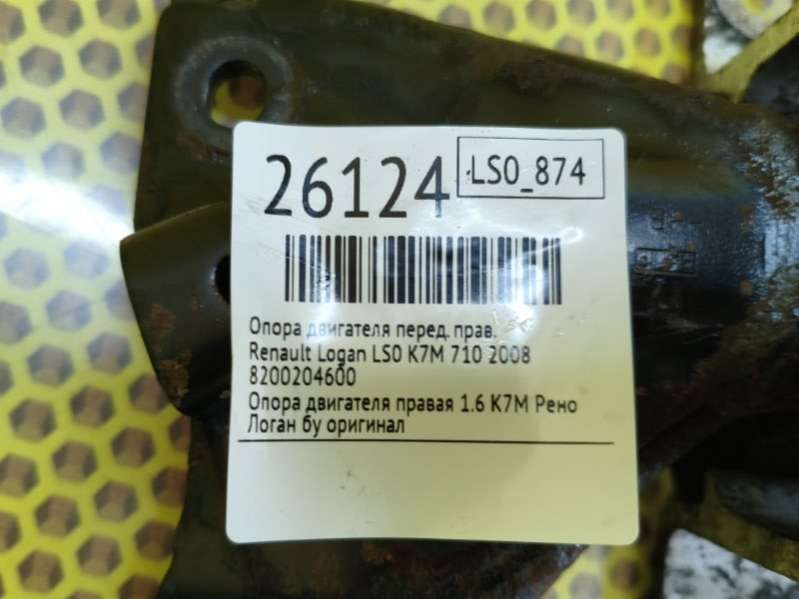 26124
LS0_874
Опора двигателя перед. прав.
Renault Logan LS0 K7M 710 2008
8200204600
Опора двигателя правая 1.6 K7M Рено
Логан бу оригинал